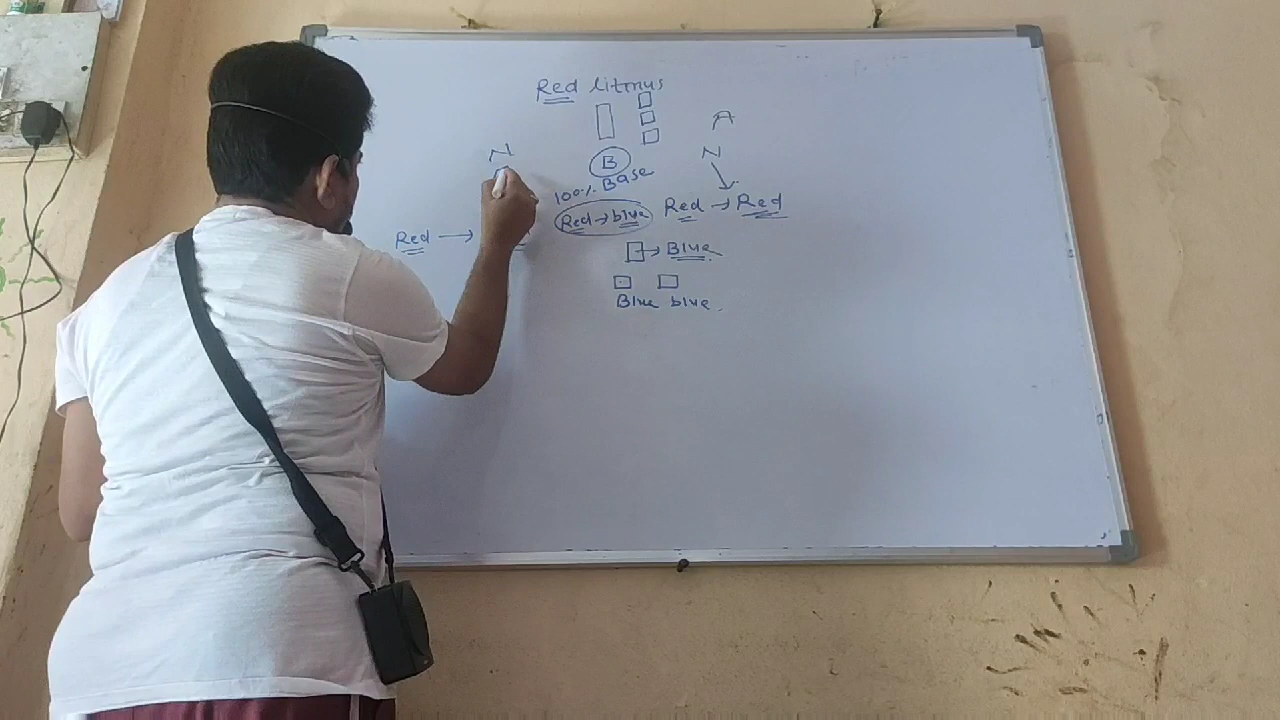 Red litmus
A
N
B
N
100% Base
Red → blue
Red → Red
Red →
→ Blue
Blue blue.